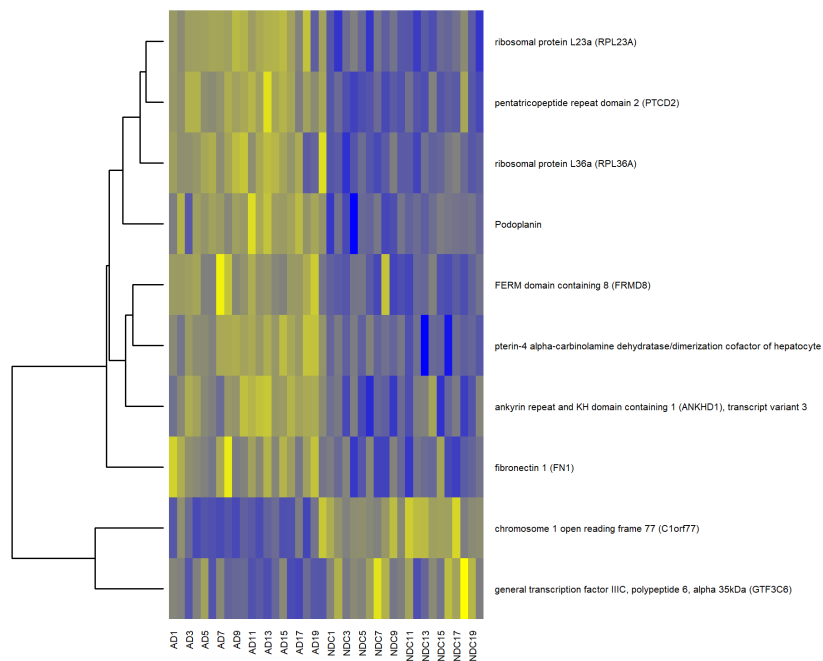 ribosomal protein L23a (RPL23A)
pentatricopeptide repeat domain 2 (PTCD2)
ribosomal protein L36a (RPL36A)
Podoplanin
FERM domain containing 8 (FRMD8)
pterin-4 alpha-carbinolamine dehydratase/dimerization cofactor of hepatocyte
ankyrin repeat and KH domain containing 1 (ANKHD1), transcript variant 3
fibronectin 1 (FN1)
chromosome 1 open reading frame 77 (C1orf77)
general transcription factor IIIC, polypeptide 6, alpha 35kDa (GTF3C6)
AD1
AD3
AD5
AD7
AD9
AD11
AD13
AD15
AD17
AD19
NDC1
NDC3
NDC5
NDC7
NDC9
NDC11
NDC13
NDC15
NDC17
NDC19